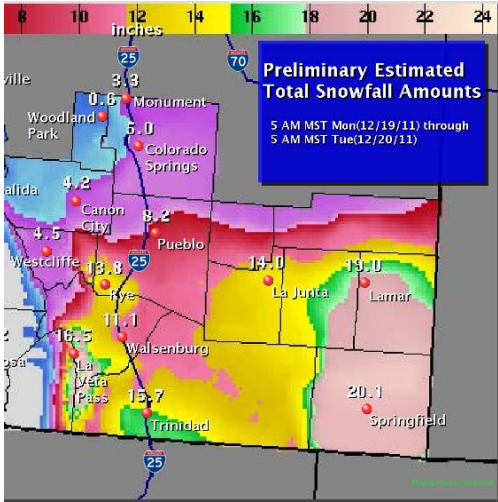 8 10 12 14 16 18 20 22 24
inches
25
70
Preliminary Estimated
Total Snowfall Amounts
5 AM MST Mon(12/19/11) through
5 AM MST Tue(12/20/11)
ville
3.3
0.6
Monument
Woodland
Park
Colorado
Springs
alida
4.2
Canon
City
8.2
Pueblo
4.5
Westcliffe
25
13.8
Rye
14.0
La Junta
19.0
Lamar
11.1
Walsenburg
16.5
osa
La
Veta
Pass
15.7
Trinidad
20.1
Springfield
25